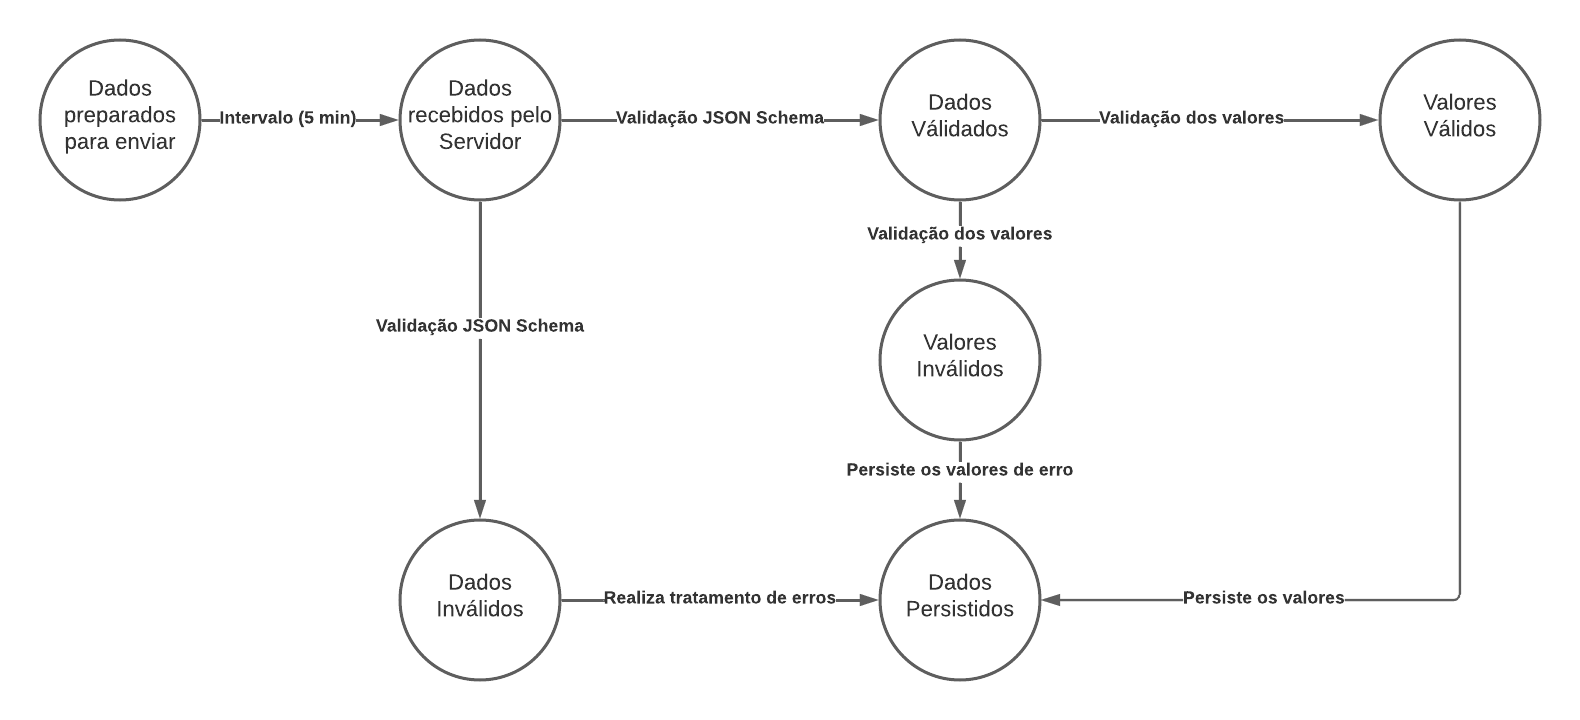 Dados
preparados
para enviar
Intervalo (5 min)
Dados
recebidos pelo
Servidor
Validação JSON Schema
Dados
Válidados
Validação dos valores
Valores
Válidos
Validação dos valores
Validação JSON Schema
Valores
Inválidos
Persiste os valores de erro
Dados
Inválidos
Realiza tratamento de erros
Dados
Persistidos
Persiste os valores